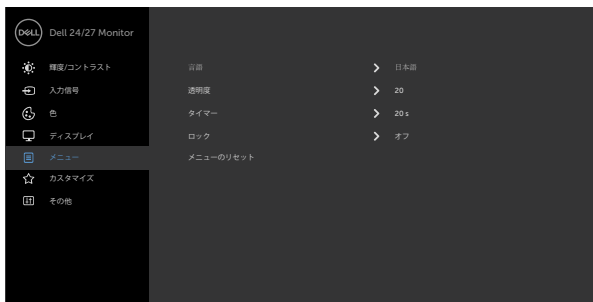 DELL Dell 24/27 Monitor
輝度/コントラスト 言語 日本語
入力信号 透明度 20
色 タイマー 20 s
ディスプレイ ロック オフ
メニュー メニューのリセット
カスタマイズ
その他